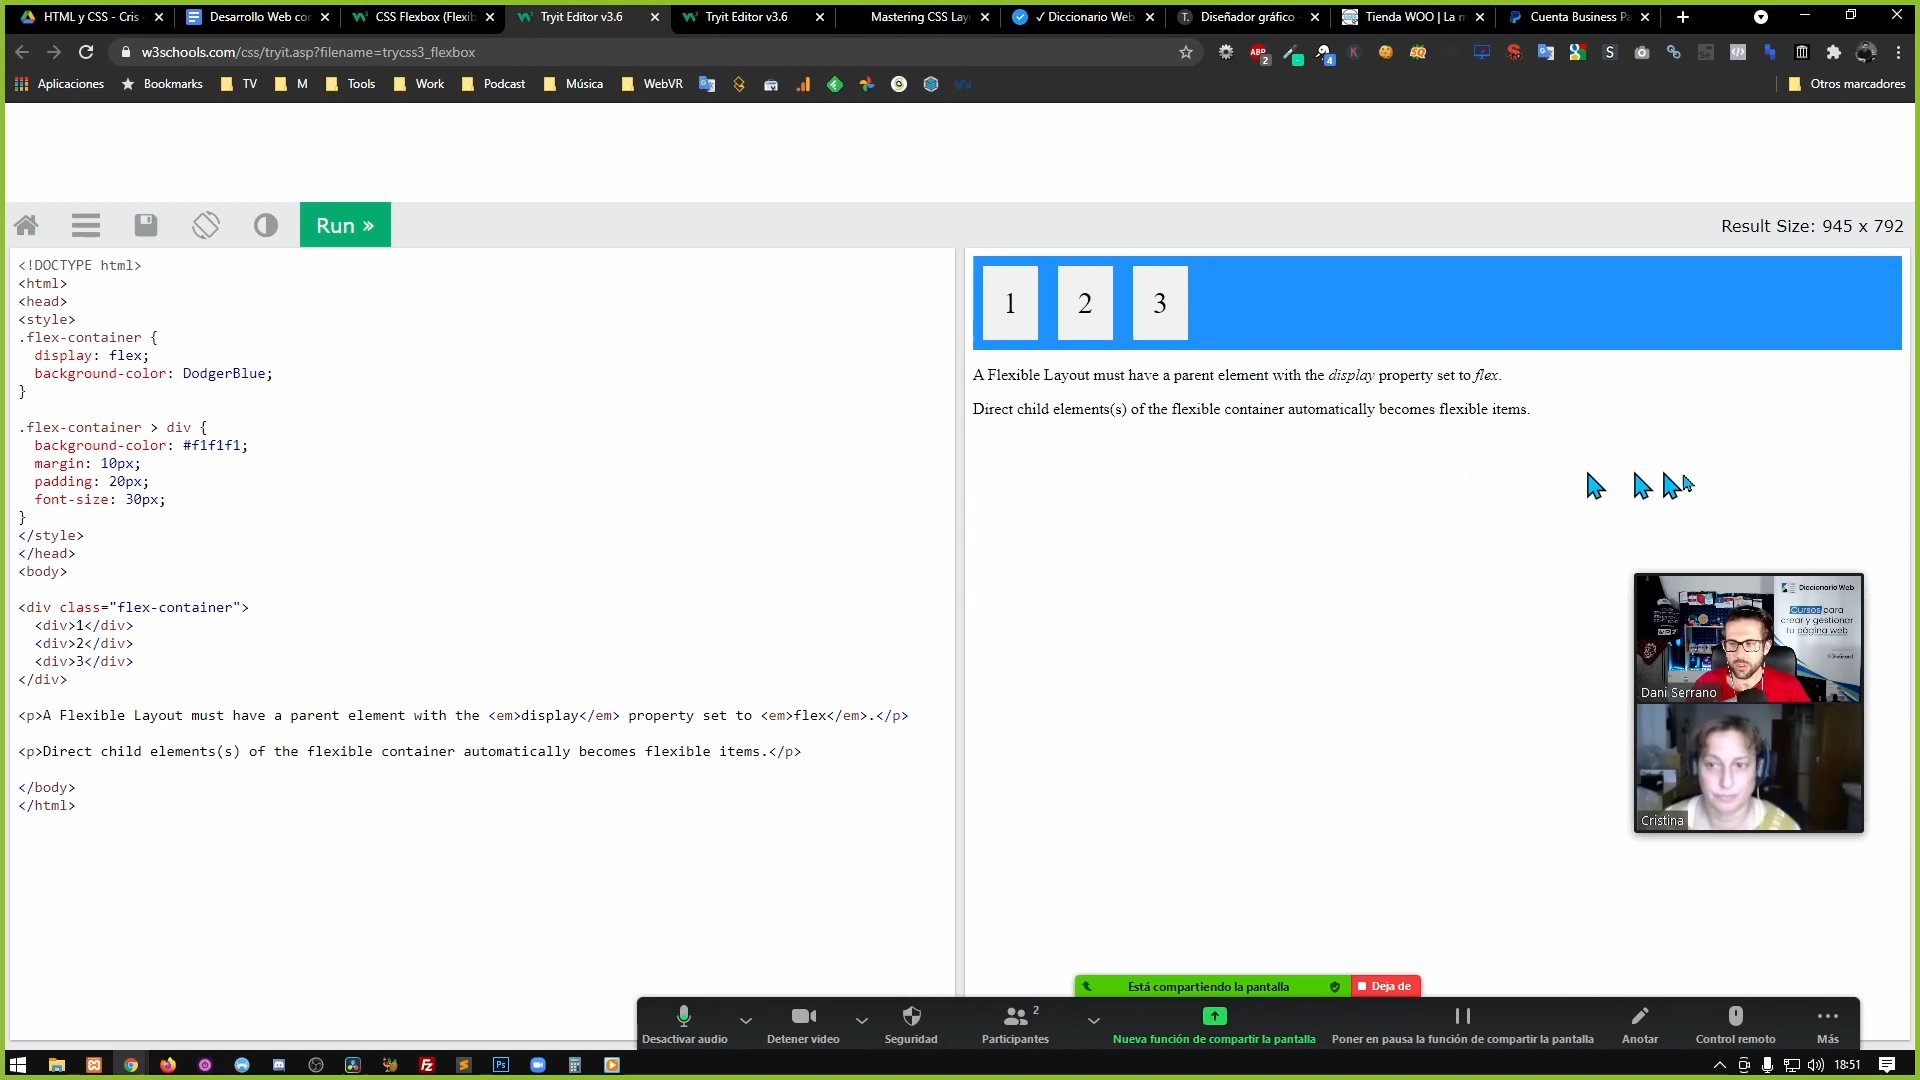 HTML y CSS - Cris
Desarrollo Web cor
CSS Flexbox (Flexib
Tryit Editor v3.6
Tryit Editor v3.6
Mastering CSS Layo
✓ Diccionario Web
Diseñador gráfico
Tienda WOO | La m
Cuenta Business Pa
w3schools.com/css/tryit.asp?filename=trycss3_flexbox
Aplicaciones
Bookmarks
TV
M
Tools
Work
Podcast
Música
WebVR
Otros marcadores
Run »
Result Size: 945 x 792
<!DOCTYPE html>
<html>
<head>
<style>
.flex-container {
  display: flex;
  background-color: DodgerBlue;
}
.flex-container > div {
  background-color: #f1f1f1;
  margin: 10px;
  padding: 20px;
  font-size: 30px;
}
</style>
</head>
<body>
<div class="flex-container">
  <div>1</div>
  <div>2</div>
  <div>3</div>
</div>
<p>A Flexible Layout must have a parent element with the <em>display</em> property set to <em>flex</em>.</p>
<p>Direct child elements(s) of the flexible container automatically becomes flexible items.</p>
</body>
</html>
1 2 3
A Flexible Layout must have a parent element with the display property set to flex.
Direct child elements(s) of the flexible container automatically becomes flexible items.
Diccionario Web
Cursos para
crear y gestionar
tu página web
Dani Serrano
Cristina
Está compartiendo la pantalla
Deja de
Desactivar audio
Detener video
Seguridad
2
Participantes
Nueva función de compartir la pantalla
Poner en pausa la función de compartir la pantalla
Anotar
Control remoto
Más
18:51